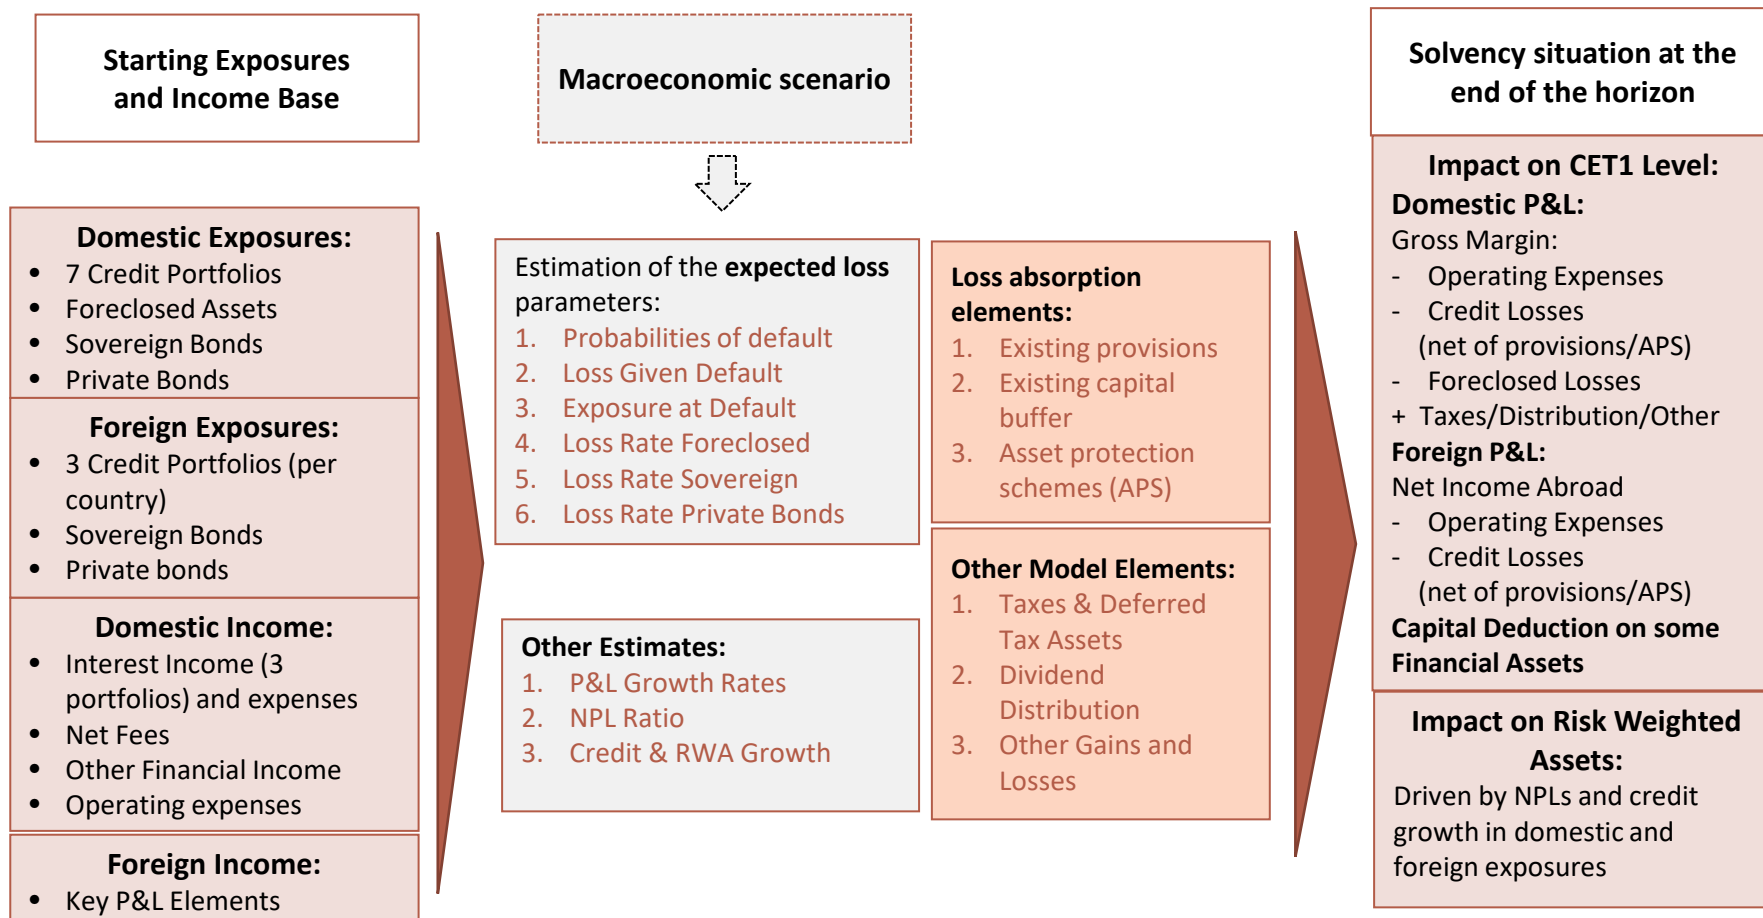 Starting Exposures
and Income Base
Domestic Exposures:
• 7 Credit Portfolios
• Foreclosed Assets
• Sovereign Bonds
• Private Bonds
Foreign Exposures:
• 3 Credit Portfolios (per
country)
• Sovereign Bonds
• Private bonds
Domestic Income:
• Interest Income (3
portfolios) and expenses
• Net Fees
• Other Financial Income
• Operating expenses
Foreign Income:
• Key P&L Elements
Macroeconomic scenario
Estimation of the expected loss
parameters:
1. Probabilities of default
2. Loss Given Default
3. Exposure at Default
4. Loss Rate Foreclosed
5. Loss Rate Sovereign
6. Loss Rate Private Bonds
Other Estimates:
1. P&L Growth Rates
2. NPL Ratio
3. Credit & RWA Growth
Loss absorption
elements:
1. Existing provisions
2. Existing capital
buffer
3. Asset protection
schemes (APS)
Other Model Elements:
1. Taxes & Deferred
Tax Assets
2. Dividend
Distribution
3. Other Gains and
Losses
Solvency situation at the
end of the horizon
Impact on CET1 Level:
Domestic P&L:
Gross Margin:
- Operating Expenses
- Credit Losses
(net of provisions/APS)
- Foreclosed Losses
+ Taxes/Distribution/Other
Foreign P&L:
Net Income Abroad
- Operating Expenses
- Credit Losses
(net of provisions/APS)
Capital Deduction on some
Financial Assets
Impact on Risk Weighted
Assets:
Driven by NPLs and credit
growth in domestic and
foreign exposures